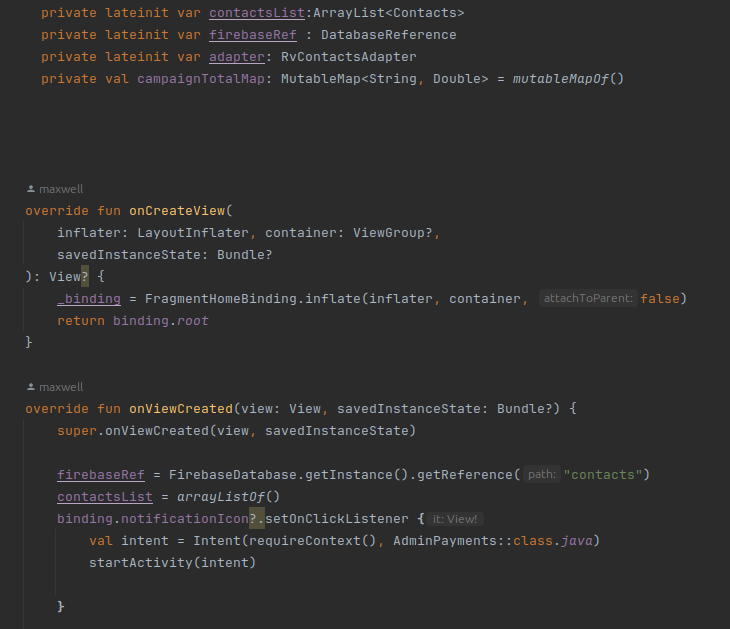 private lateinit var contactsList:ArrayList<Contacts>
private lateinit var firebaseRef : DatabaseReference
private lateinit var adapter: RvContactsAdapter
private val campaignTotalMap: MutableMap<String, Double> = mutableMapOf()
maxwell
override fun onCreateView(
inflater: LayoutInflater, container: ViewGroup?,
savedInstanceState: Bundle?
): View? {
_binding = FragmentHomeBinding.inflate(inflater, container, attachToParent: false)
return binding.root
}
maxwell
override fun onViewCreated(view: View, savedInstanceState: Bundle?) {
super.onViewCreated(view, savedInstanceState)
firebaseRef = FirebaseDatabase.getInstance().getReference( path: "contacts")
contactsList = arrayListOf()
binding.notificationIcon?.setOnClickListener { it: View!
val intent = Intent(requireContext(), AdminPayments::class.java)
startActivity(intent)
}